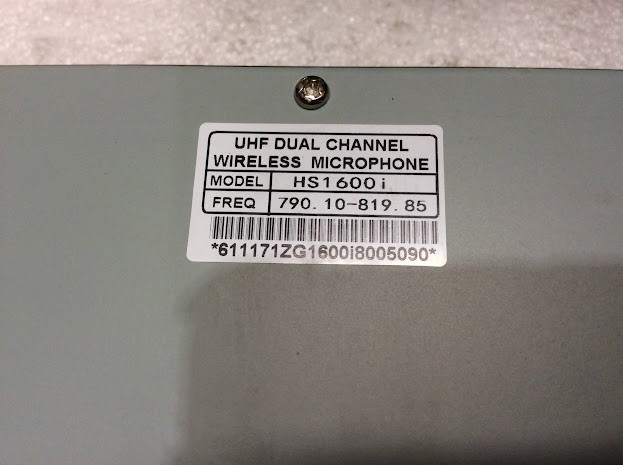 UHF DUAL CHANNEL
WIRELESS MICROPHONE
MODEL HS1600i
FREQ 790.10-819.85
*611171ZG1600i8005090*